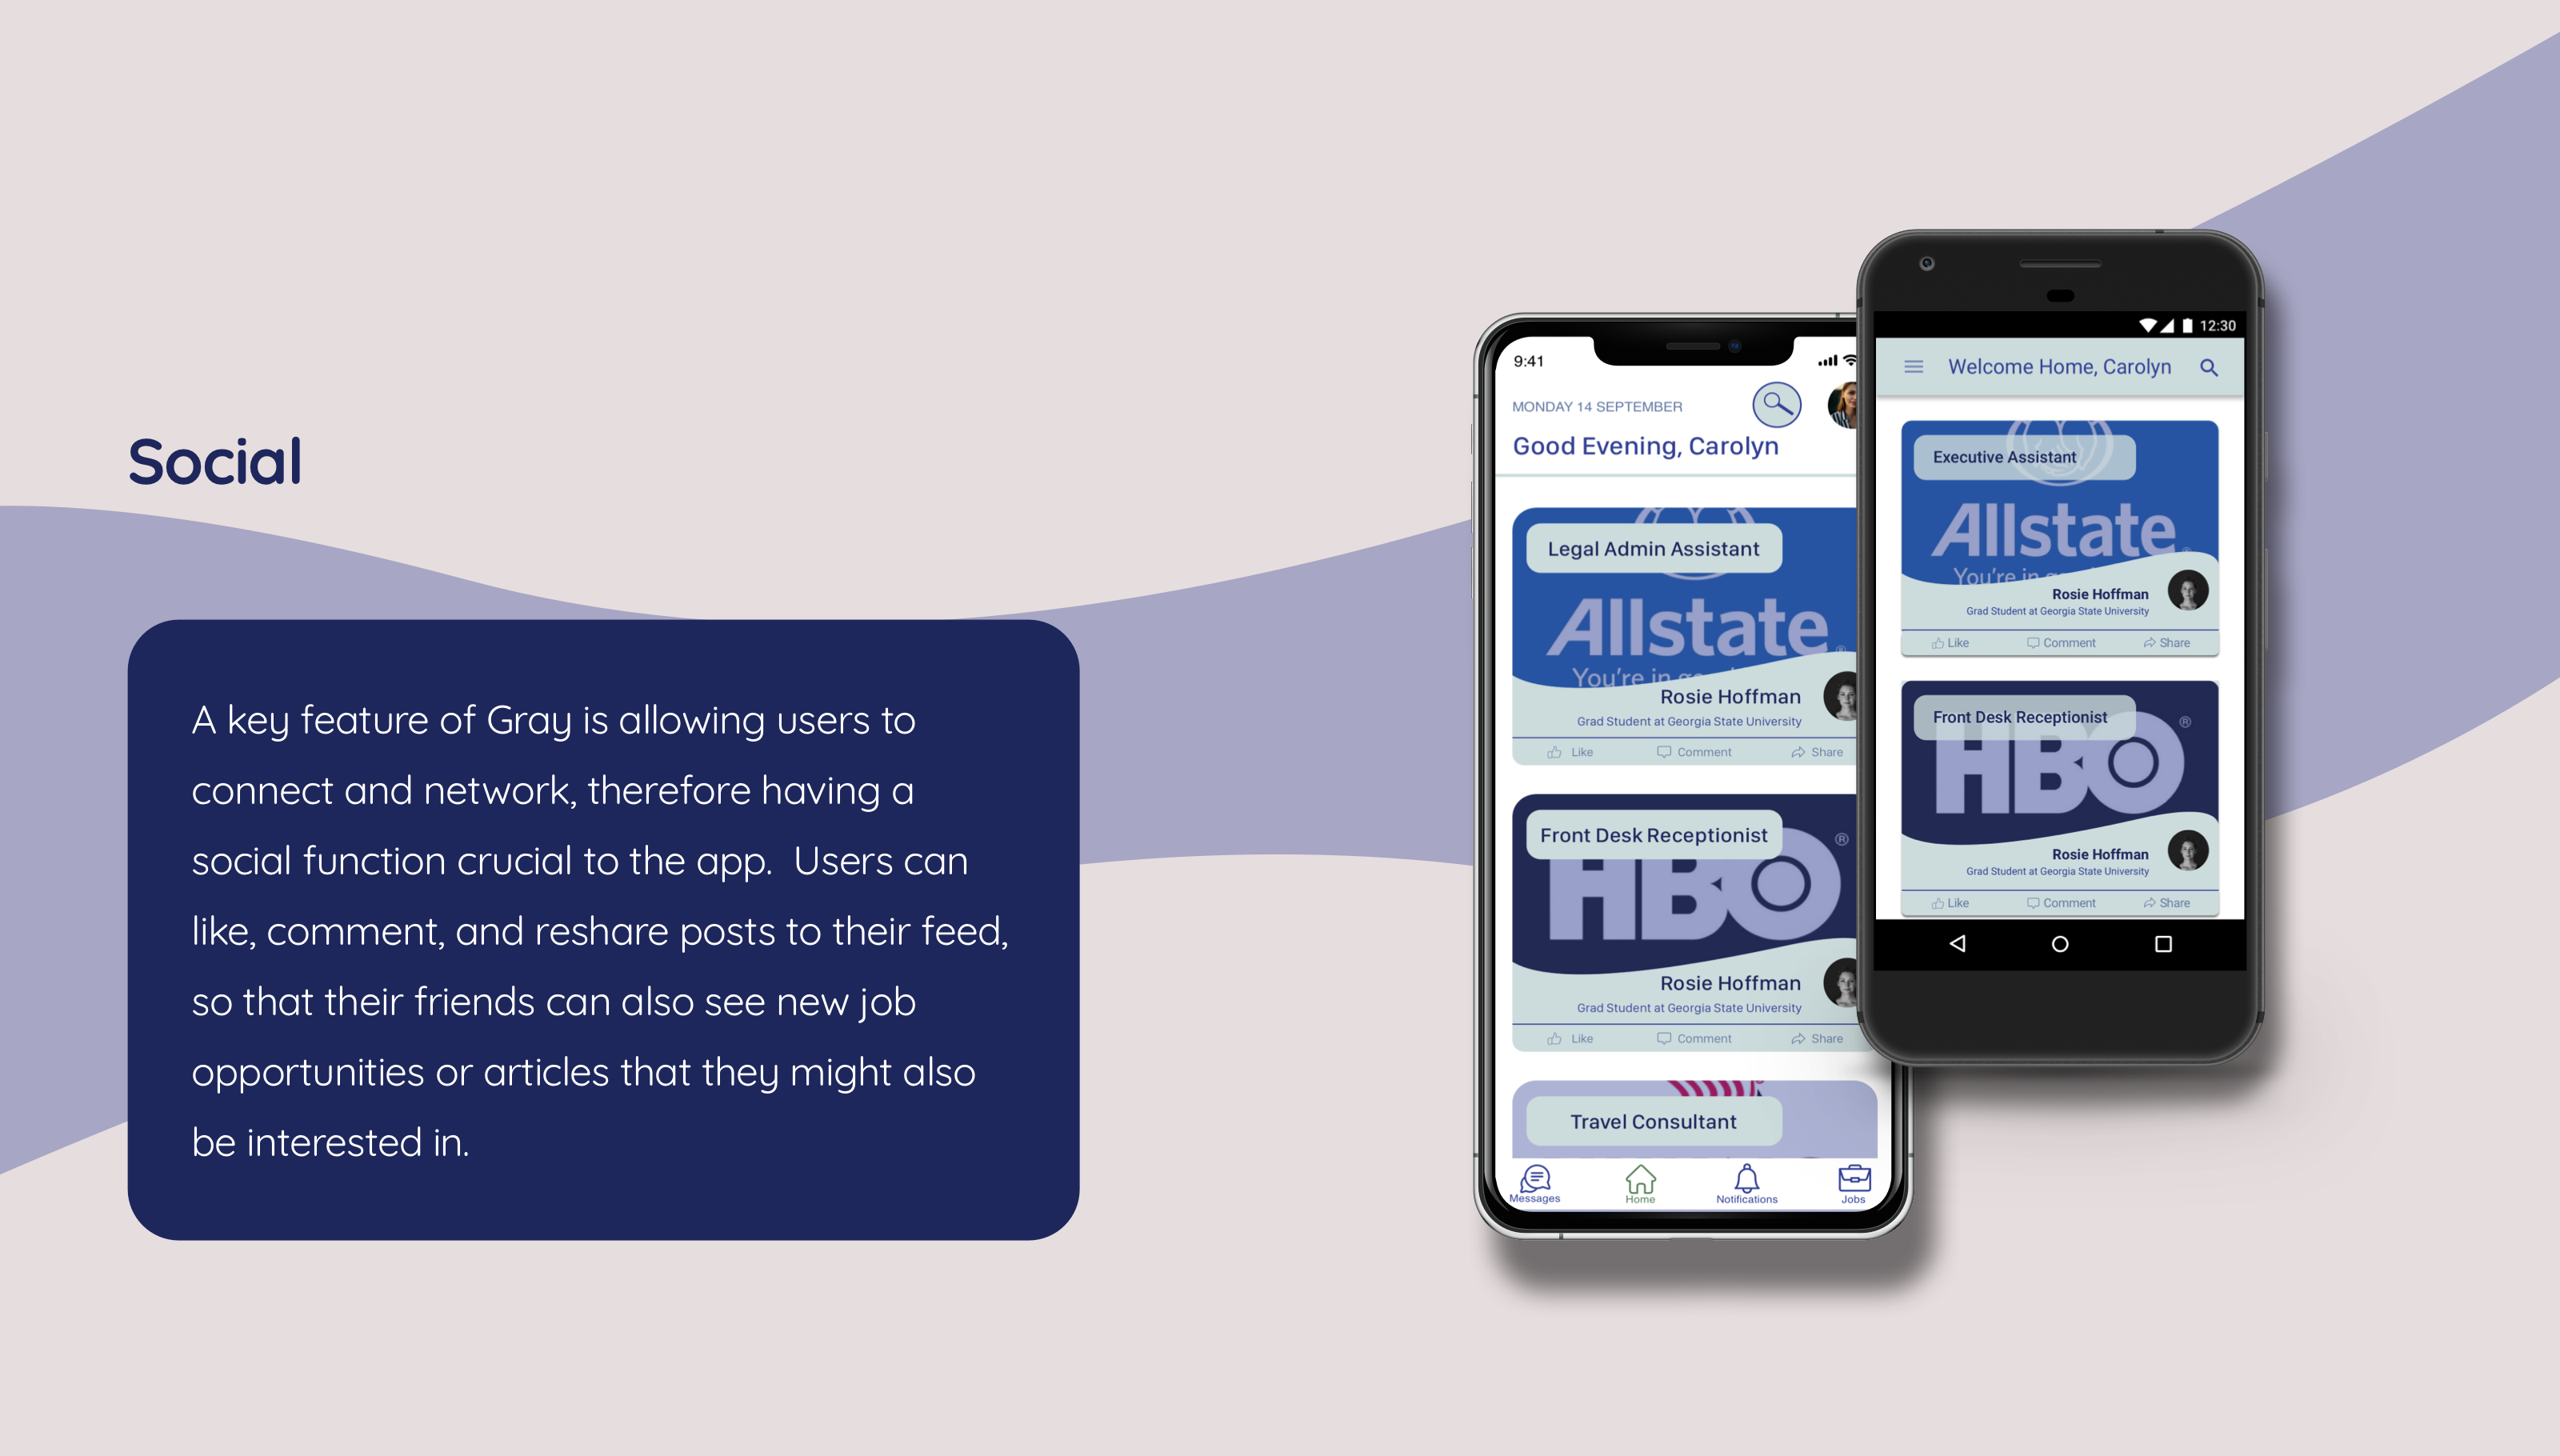 Social
A key feature of Gray is allowing users to
connect and network, therefore having a
social function crucial to the app.  Users can
like, comment, and reshare posts to their feed,
so that their friends can also see new job
opportunities or articles that they might also
be interested in.
9:41
MONDAY 14 SEPTEMBER
Good Evening, Carolyn
Legal Admin Assistant
Allstate®
You're in
Rosie Hoffman
Grad Student at Georgia State University
Like Comment Share
Front Desk Receptionist
HBO®
Rosie Hoffman
Grad Student at Georgia State University
Like Comment Share
Travel Consultant
Messages Home Notifications Jobs
12:30
Welcome Home, Carolyn
Executive Assistant
Allstate®
You're in
Rosie Hoffman
Grad Student at Georgia State University
Like Comment Share
Front Desk Receptionist
HBO®
Rosie Hoffman
Grad Student at Georgia State University
Like Comment Share